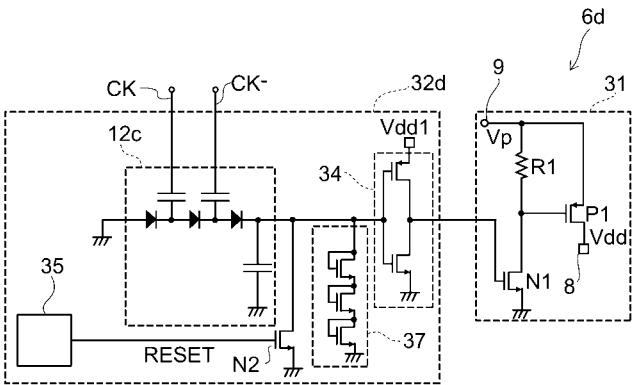 6d
9
31
CK
CK-
32d
12c
Vdd1
Vp
34
R1
P1
Vdd
35
N1
8
37
RESET
N2